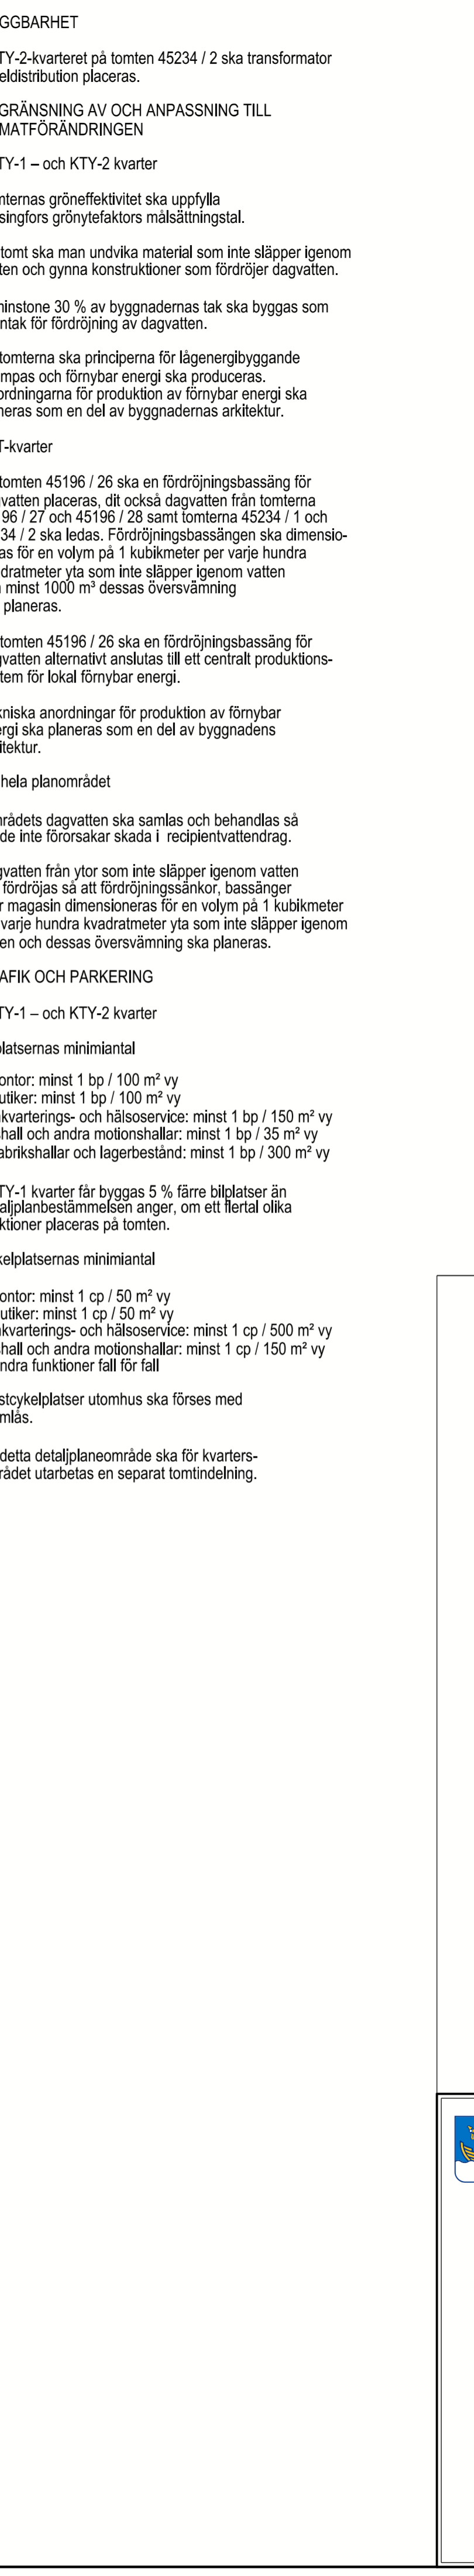 GGBARHET
TY-2-kvarteret på tomten 45234 / 2 ska transformator
eldistribution placeras.
GRÄNSNING AV OCH ANPASSNING TILL
MATFÖRÄNDRINGEN
TY-1 – och KTY-2 kvarter
nternas gröneffektivitet ska uppfylla
singfors grönytefaktors målsättningstal.
tomt ska man undvika material som inte släpper igenom
ten och gynna konstruktioner som fördröjer dagvatten.
minstone 30 % av byggnadernas tak ska byggas som
ntak för fördröjning av dagvatten.
tomterna ska principerna för lågenergibyggande
mpas och förnybar energi ska produceras.
ordningarna för produktion av förnybar energi ska
neras som en del av byggnadernas arkitektur.
T-kvarter
tomten 45196 / 26 ska en fördröjningsbassäng för
gvatten placeras, dit också dagvatten från tomterna
96 / 27 och 45196 / 28 samt tomterna 45234 / 1 och
34 / 2 ska ledas. Fördröjningsbassängen ska dimensio-
as för en volym på 1 kubikmeter per varje hundra
dratmeter yta som inte släpper igenom vatten
minst 1000 m³ dessas översvämning
planeras.
tomten 45196 / 26 ska en fördröjningsbassäng för
gvatten alternativt anslutas till ett centralt produktions-
tem för lokal förnybar energi.
kniska anordningar för produktion av förnybar
ergi ska planeras som en del av byggnadens
itektur.
hela planområdet
mrådets dagvatten ska samlas och behandlas så
de inte förorsakar skada i recipientvattendrag.
gvatten från ytor som inte släpper igenom vatten
fördröjas så att fördröjningssänkor, bassänger
r magasin dimensioneras för en volym på 1 kubikmeter
varje hundra kvadratmeter yta som inte släpper igenom
ten och dessas översvämning ska planeras.
AFIK OCH PARKERING
TY-1 – och KTY-2 kvarter
platsernas minimiantal
ontor: minst 1 bp / 100 m² vy
utiker: minst 1 bp / 100 m² vy
nkvarterings- och hälsoservice: minst 1 bp / 150 m² vy
shall och andra motionshallar: minst 1 bp / 35 m² vy
abrikshallar och lagerbestånd: minst 1 bp / 300 m² vy
TY-1 kvarter får byggas 5 % färre bilplatser än
aljplanbestämmelsen anger, om ett flertal olika
ktioner placeras på tomten.
kelplatsernas minimiantal
ontor: minst 1 cp / 50 m² vy
utiker: minst 1 cp / 50 m² vy
nkvarterings- och hälsoservice: minst 1 cp / 500 m² vy
shall och andra motionshallar: minst 1 cp / 150 m² vy
ndra funktioner fall för fall
stcykelplatser utomhus ska förses med
mlås.
detta detaljplaneområde ska för kvarters-
rådet utarbetas en separat tomtindelning.